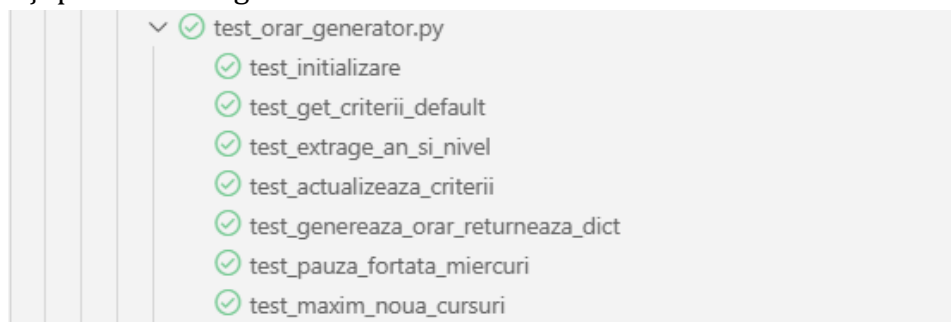 test_orar_generator.py
test_initializare
test_get_criterii_default
test_extrage_an_si_nivel
test_actualizeaza_criterii
test_genereaza_orar_returneaza_dict
test_pauza_fortata_miercuri
test_maxim_noua_cursuri